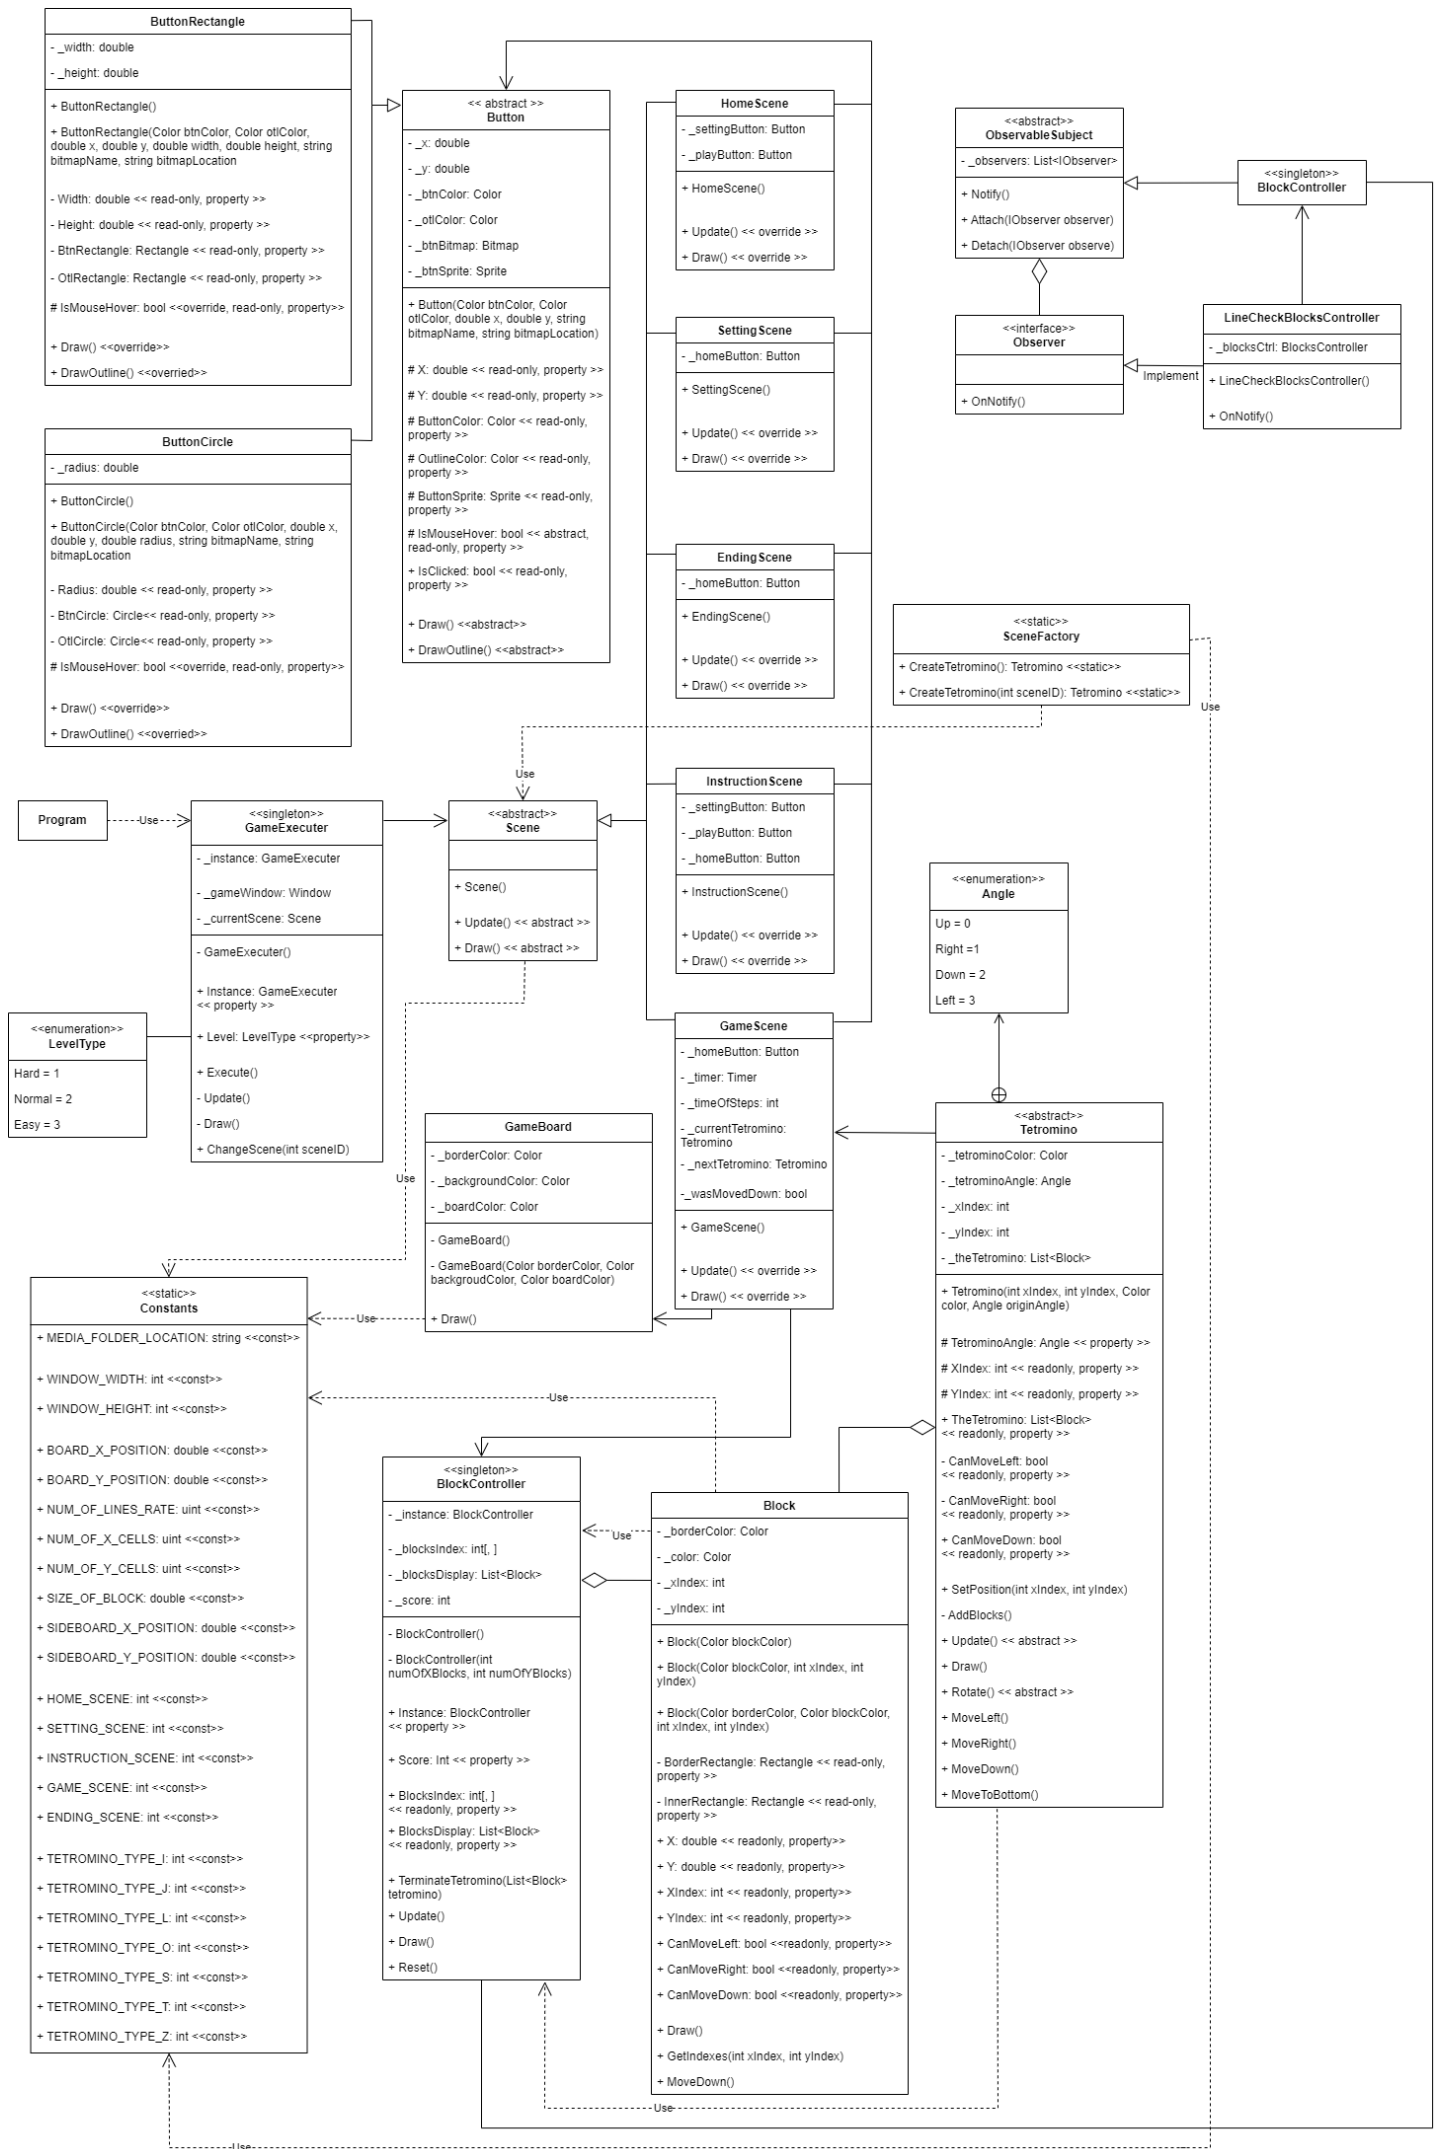 ButtonRectangle
- _width: double
- _height: double
+ ButtonRectangle()
+ ButtonRectangle(Color btnColor, Color otlColor,
double x, double y, double width, double height, string
bitmapName, string bitmapLocation
- Width: double << read-only, property >>
- Height: double << read-only, property >>
- BtnRectangle: Rectangle << read-only, property >>
- OtlRectangle: Rectangle << read-only, property >>
# IsMouseHover: bool <<override, read-only, property>>
+ Draw() <<override>>
+ DrawOutline() <<overried>>
ButtonCircle
- _radius: double
+ ButtonCircle()
+ ButtonCircle(Color btnColor, Color otlColor, double x,
double y, double radius, string bitmapName, string
bitmapLocation
- Radius: double << read-only, property >>
- BtnCircle: Circle<< read-only, property >>
- OtlCircle: Circle<< read-only, property >>
# IsMouseHover: bool <<override, read-only, property>>
+ Draw() <<override>>
+ DrawOutline() <<overried>>
<< abstract >>
Button
- _x: double
- _y: double
- _btnColor: Color
- _otlColor: Color
- _btnBitmap: Bitmap
- _btnSprite: Sprite
+ Button(Color btnColor, Color
otlColor, double x, double y, string
bitmapName, string bitmapLocation)
# X: double << read-only, property >>
# Y: double << read-only, property >>
# ButtonColor: Color << read-only,
property >>
# OutlineColor: Color << read-only,
property >>
# ButtonSprite: Sprite << read-only,
property >>
# IsMouseHover: bool << abstract,
read-only, property >>
+ IsClicked: bool << read-only,
property >>
+ Draw() <<abstract>>
+ DrawOutline() <<abstract>>
HomeScene
- _settingButton: Button
- _playButton: Button
+ HomeScene()
+ Update() << override >>
+ Draw() << override >>
SettingScene
- _homeButton: Button
+ SettingScene()
+ Update() << override >>
+ Draw() << override >>
EndingScene
- _homeButton: Button
+ EndingScene()
+ Update() << override >>
+ Draw() << override >>
InstructionScene
- _settingButton: Button
- _playButton: Button
- _homeButton: Button
+ InstructionScene()
+ Update() << override >>
+ Draw() << override >>
GameScene
- _homeButton: Button
- _timer: Timer
- _timeOfSteps: int
- _currentTetromino:
Tetromino
- _nextTetromino: Tetromino
-_wasMovedDown: bool
+ GameScene()
+ Update() << override >>
+ Draw() << override >>
<<abstract>>
ObservableSubject
- _observers: List<IObserver>
+ Notify()
+ Attach(IObserver observer)
+ Detach(IObserver observe)
<<singleton>>
BlockController
<<interface>>
Observer
+ OnNotify()
Implement
LineCheckBlocksController
- _blocksCtrl: BlocksController
+ LineCheckBlocksController()
+ OnNotify()
<<static>>
SceneFactory
+ CreateTetromino(): Tetromino <<static>>
+ CreateTetromino(int sceneID): Tetromino <<static>>
Use
Use
Program
Use
<<singleton>>
GameExecuter
- _instance: GameExecuter
- _gameWindow: Window
- _currentScene: Scene
- GameExecuter()
+ Instance: GameExecuter
<< property >>
+ Level: LevelType <<property>>
+ Execute()
- Update()
- Draw()
+ ChangeScene(int sceneID)
<<abstract>>
Scene
+ Scene()
+ Update() << abstract >>
+ Draw() << abstract >>
<<enumeration>>
LevelType
Hard = 1
Normal = 2
Easy = 3
<<enumeration>>
Angle
Up = 0
Right =1
Down = 2
Left = 3
Use
GameBoard
- _borderColor: Color
- _backgroundColor: Color
- _boardColor: Color
- GameBoard()
- GameBoard(Color borderColor, Color
backgroudColor, Color boardColor)
+ Draw()
Use
<<abstract>>
Tetromino
- _tetrominoColor: Color
- _tetrominoAngle: Angle
- _xIndex: int
- _yIndex: int
- _theTetromino: List<Block>
+ Tetromino(int xIndex, int yIndex, Color
color, Angle originAngle)
# TetrominoAngle: Angle << property >>
# XIndex: int << readonly, property >>
# YIndex: int << readonly, property >>
+ TheTetromino: List<Block>
<< readonly, property >>
- CanMoveLeft: bool
<< readonly, property >>
- CanMoveRight: bool
<< readonly, property >>
+ CanMoveDown: bool
<< readonly, property >>
+ SetPosition(int xIndex, int yIndex)
- AddBlocks()
+ Update() << abstract >>
+ Draw()
+ Rotate() << abstract >>
+ MoveLeft()
+ MoveRight()
+ MoveDown()
+ MoveToBottom()
<<static>>
Constants
+ MEDIA_FOLDER_LOCATION: string <<const>>
+ WINDOW_WIDTH: int <<const>>
+ WINDOW_HEIGHT: int <<const>>
+ BOARD_X_POSITION: double <<const>>
+ BOARD_Y_POSITION: double <<const>>
+ NUM_OF_LINES_RATE: uint <<const>>
+ NUM_OF_X_CELLS: uint <<const>>
+ NUM_OF_Y_CELLS: uint <<const>>
+ SIZE_OF_BLOCK: double <<const>>
+ SIDEBOARD_X_POSITION: double <<const>>
+ SIDEBOARD_Y_POSITION: double <<const>>
+ HOME_SCENE: int <<const>>
+ SETTING_SCENE: int <<const>>
+ INSTRUCTION_SCENE: int <<const>>
+ GAME_SCENE: int <<const>>
+ ENDING_SCENE: int <<const>>
+ TETROMINO_TYPE_I: int <<const>>
+ TETROMINO_TYPE_J: int <<const>>
+ TETROMINO_TYPE_L: int <<const>>
+ TETROMINO_TYPE_O: int <<const>>
+ TETROMINO_TYPE_S: int <<const>>
+ TETROMINO_TYPE_T: int <<const>>
+ TETROMINO_TYPE_Z: int <<const>>
Use
<<singleton>>
BlockController
- _instance: BlockController
- _blocksIndex: int[, ]
- _blocksDisplay: List<Block>
- _score: int
- BlockController()
- BlockController(int
numOfXBlocks, int numOfYBlocks)
+ Instance: BlockController
<< property >>
+ Score: Int << property >>
+ BlocksIndex: int[, ]
<< readonly, property >>
+ BlocksDisplay: List<Block>
<< readonly, property >>
+ TerminateTetromino(List<Block>
tetromino)
+ Update()
+ Draw()
+ Reset()
Use
Block
- _borderColor: Color
- _color: Color
- _xIndex: int
- _yIndex: int
+ Block(Color blockColor)
+ Block(Color blockColor, int xIndex, int
yIndex)
+ Block(Color borderColor, Color blockColor,
int xIndex, int yIndex)
- BorderRectangle: Rectangle << read-only,
property >>
- InnerRectangle: Rectangle << read-only,
property >>
+ X: double << readonly, property>>
+ Y: double << readonly, property>>
+ XIndex: int << readonly, property>>
+ YIndex: int << readonly, property>>
+ CanMoveLeft: bool <<readonly, property>>
+ CanMoveRight: bool <<readonly, property>>
+ CanMoveDown: bool <<readonly, property>>
+ Draw()
+ GetIndexes(int xIndex, int yIndex)
+ MoveDown()
Use
Use